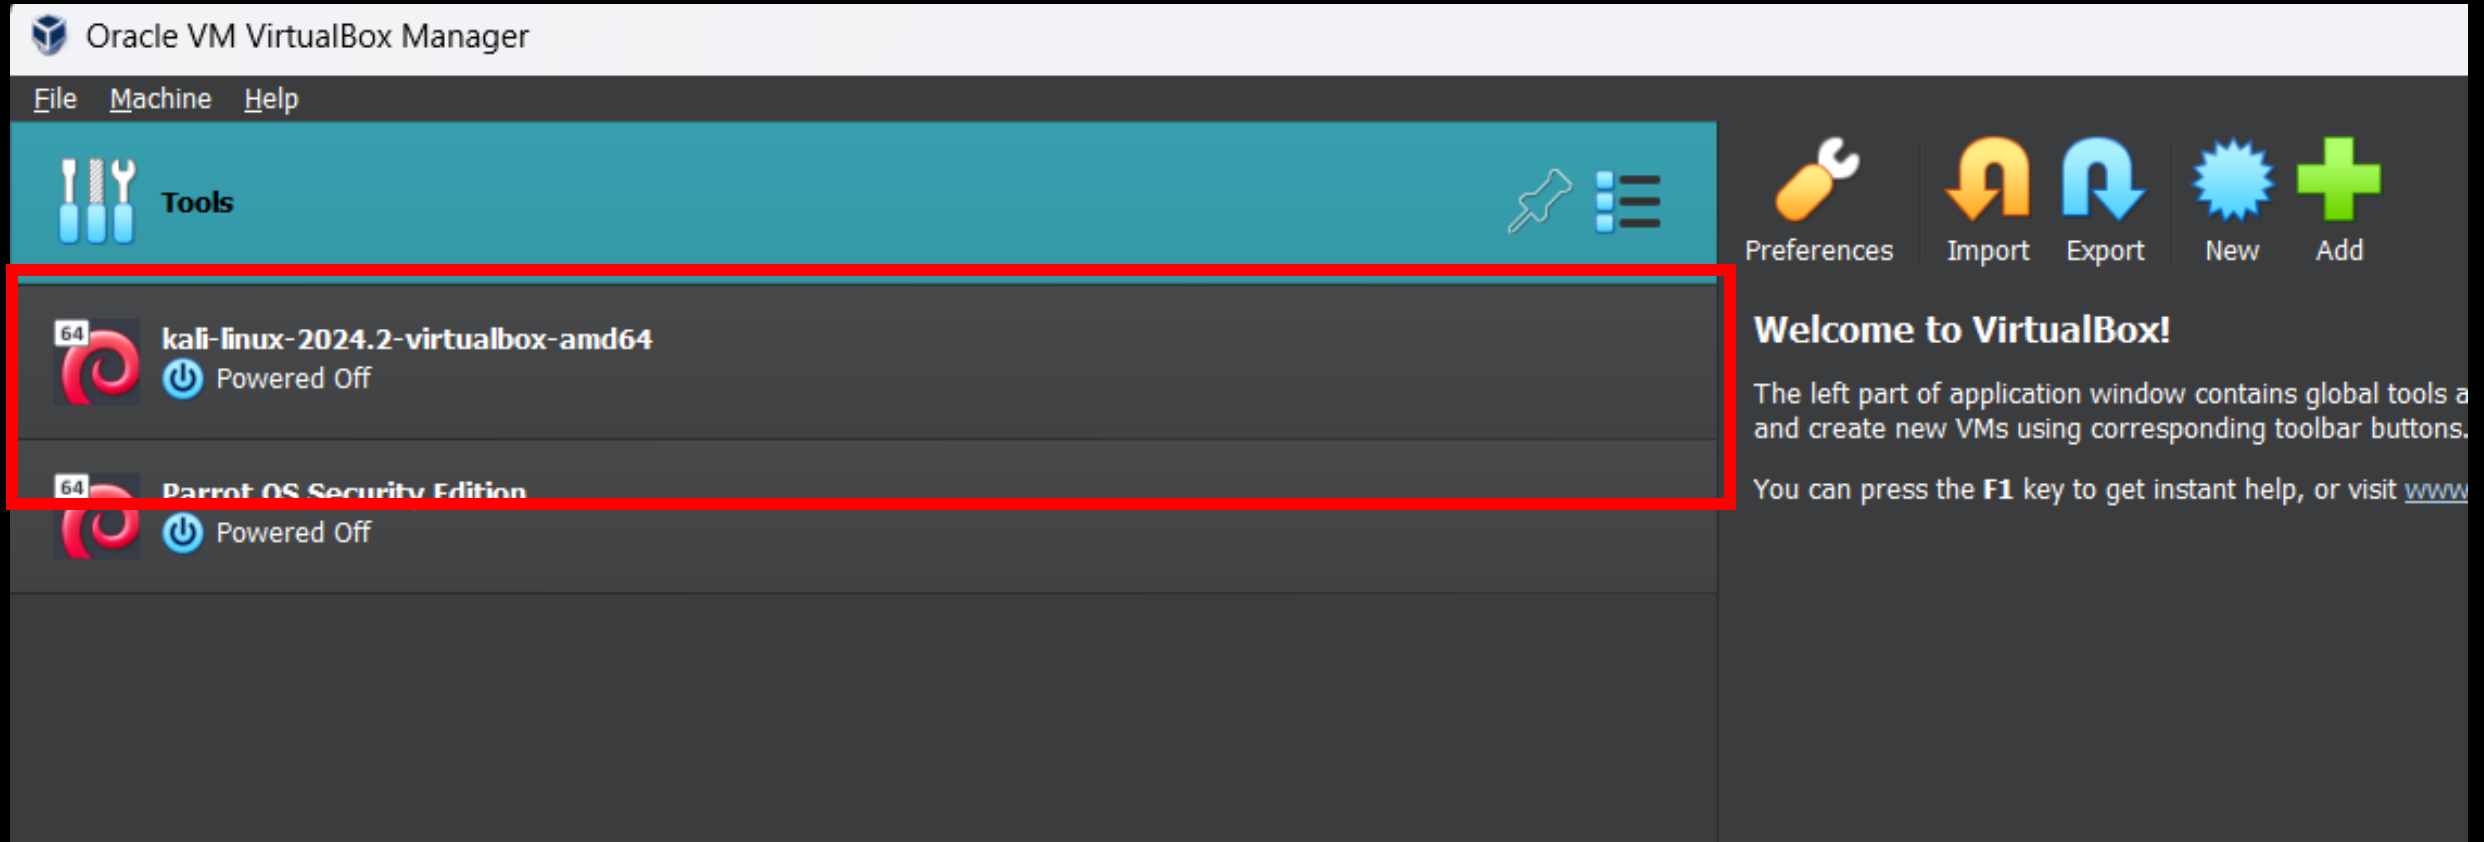 Oracle VM VirtualBox Manager
File Machine Help
Tools
Preferences Import Export New Add
64
kali-linux-2024.2-virtualbox-amd64
Powered Off
64
Parrot OS Security Edition
Powered Off
Welcome to VirtualBox!
The left part of application window contains global tools a
and create new VMs using corresponding toolbar buttons.
You can press the F1 key to get instant help, or visit www